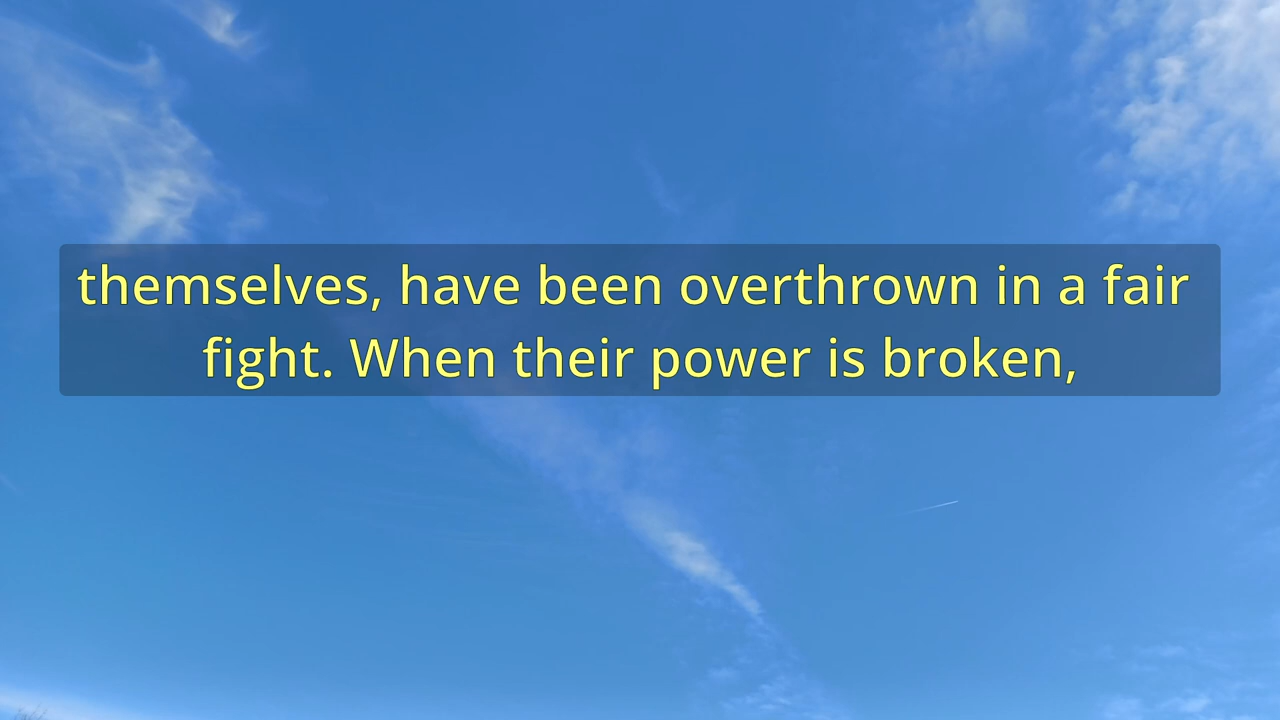 themselves, have been overthrown in a fair
fight. When their power is broken,